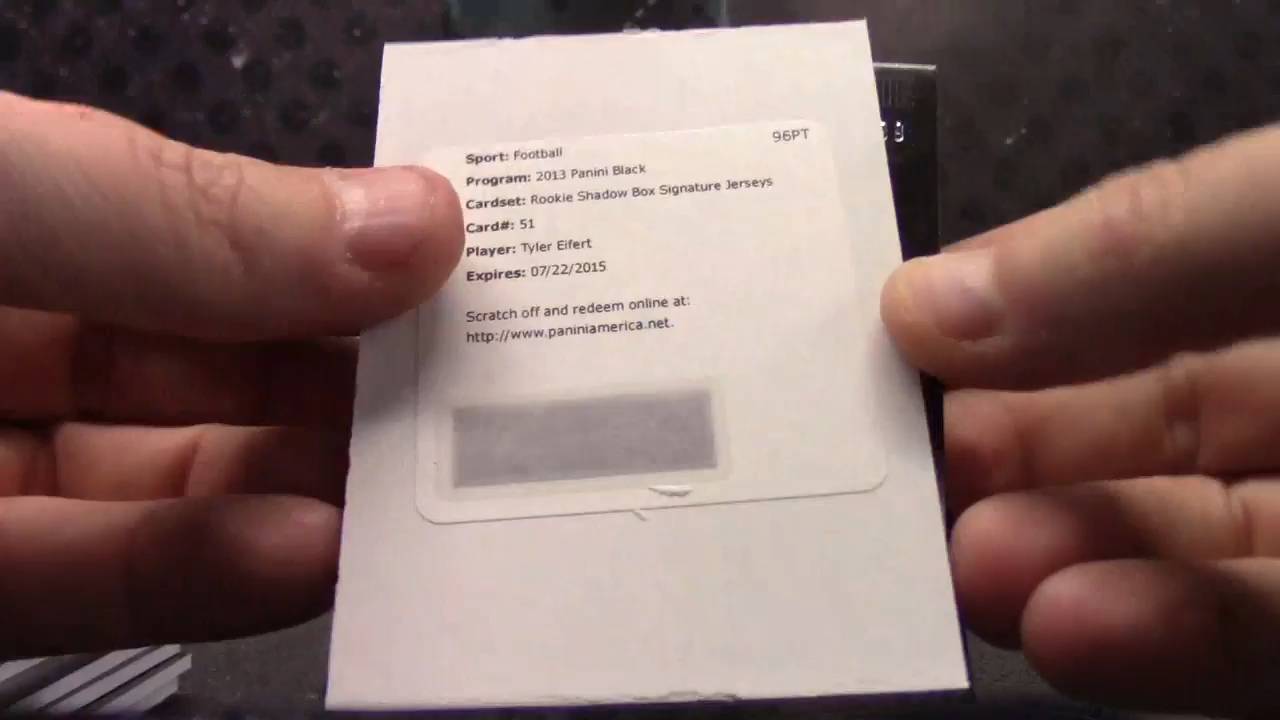 96PT
Sport: Football
Program: 2013 Panini Black
Cardset: Rookie Shadow Box Signature Jerseys
Card#: 51
Player: Tyler Eifert
Expires: 07/22/2015
Scratch off and redeem online at:
http://www.paniniamerica.net.